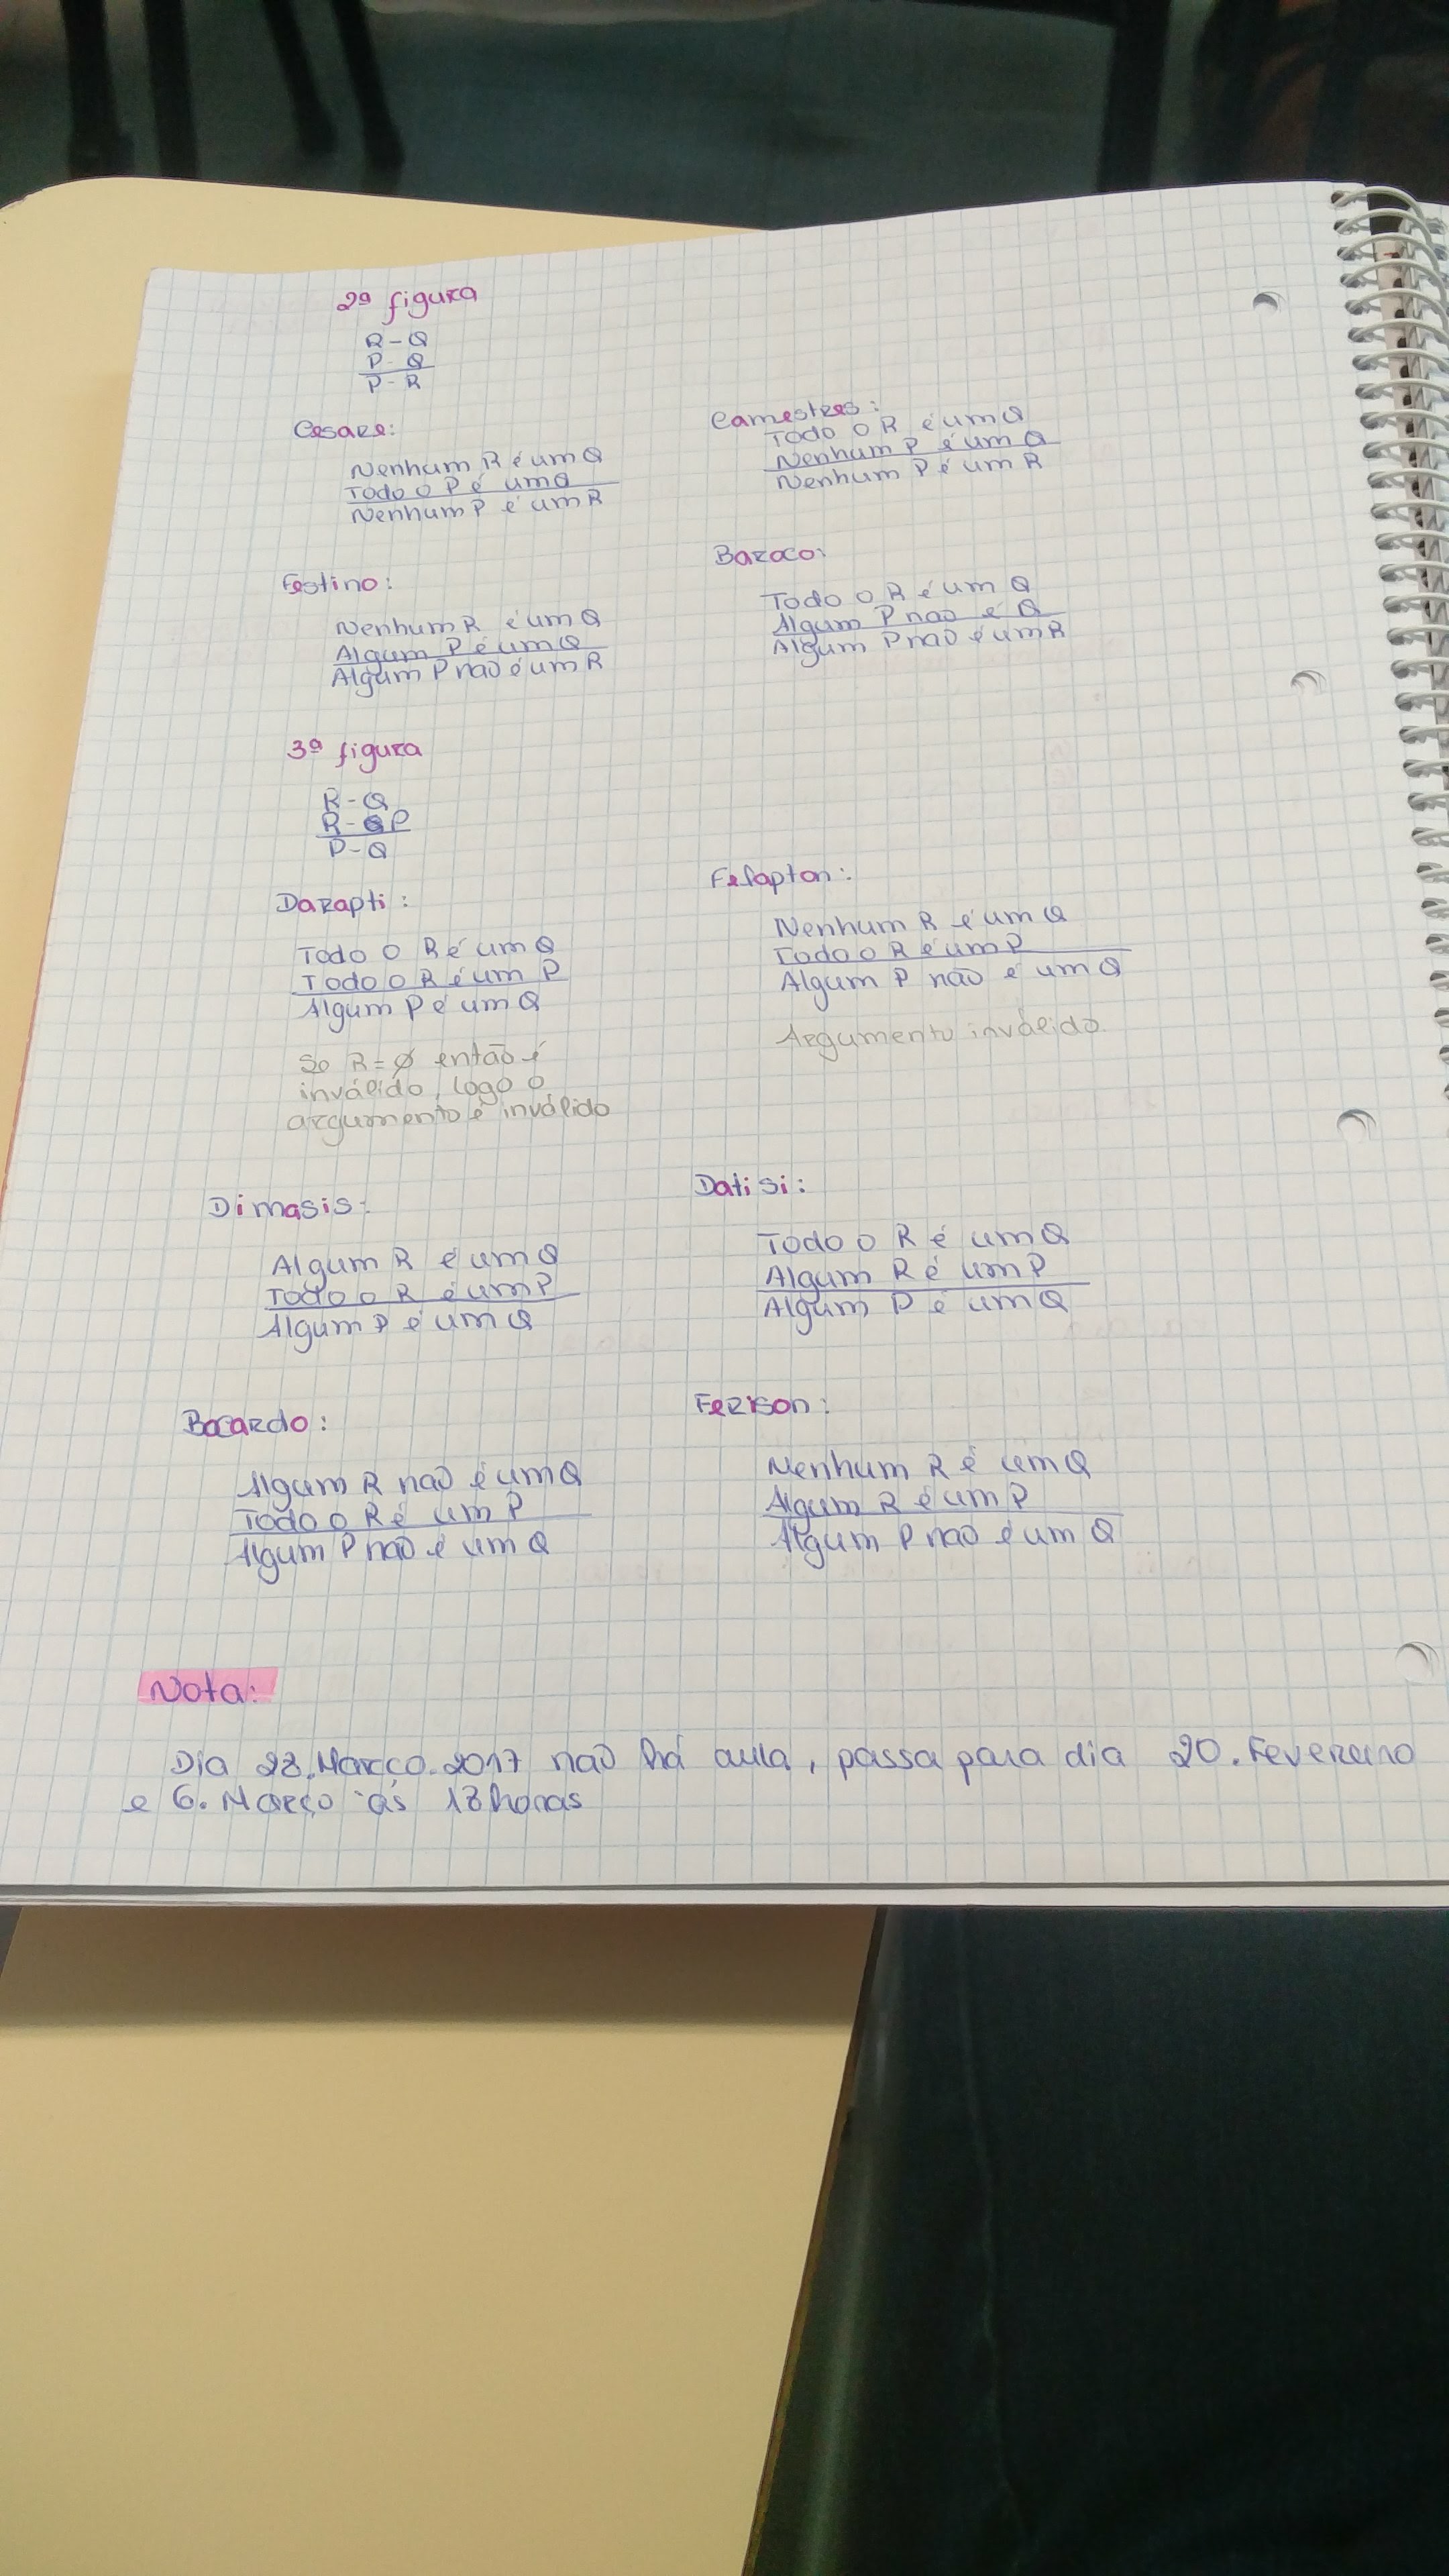 2ª figura
R - Q
P - Q
P - R
Cesare:
Nenhum R é um Q
Todo o P é um Q
Nenhum P é um R
Camestres:
Todo o R é um Q
Nenhum P é um Q
Nenhum P é um R
Festino:
Nenhum R é um Q
Algum P é um Q
Algum P não é um R
Baroco:
Todo o R é um Q
Algum P não é Q
Algum P não é um R
3ª figura
R - Q
R - P
P - Q
Darapti:
Todo o R é um Q
Todo o R é um P
Algum P é um Q
Se R = ∅ então é
inválido, logo o
argumento é inválido
Felapton:
Nenhum R é um Q
Todo o R é um P
Algum P não é um Q
Argumento inválido.
Dimasis:
Algum R é um Q
Todo o R é um P
Algum P é um Q
Datisi:
Todo o R é um Q
Algum R é um P
Algum P é um Q
Bocardo:
Algum R não é um Q
Todo o R é um P
Algum P não é um Q
Ferison:
Nenhum R é um Q
Algum R é um P
Algum P não é um Q
Nota:
Dia não há aula, passa para dia 20. Fevereiro
e 6. Março às horas